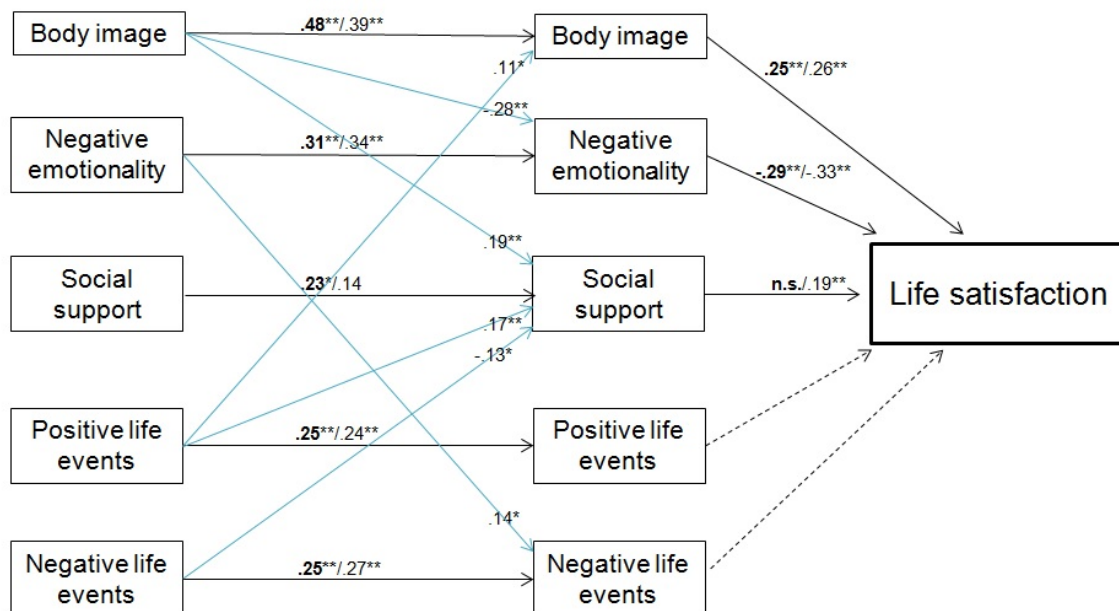 Body image
.48**/.39**
Body image
.11*
.25**/.26**
-.28**
Negative
emotionality
.31**/.34**
Negative
emotionality
-.29**/-.33**
.19**
Social
support
.23*/.14
Social
support
n.s./.19**
Life satisfaction
.17**
-.13*
Positive life
events
.25**/.24**
Positive life
events
.14*
Negative life
events
.25**/.27**
Negative life
events